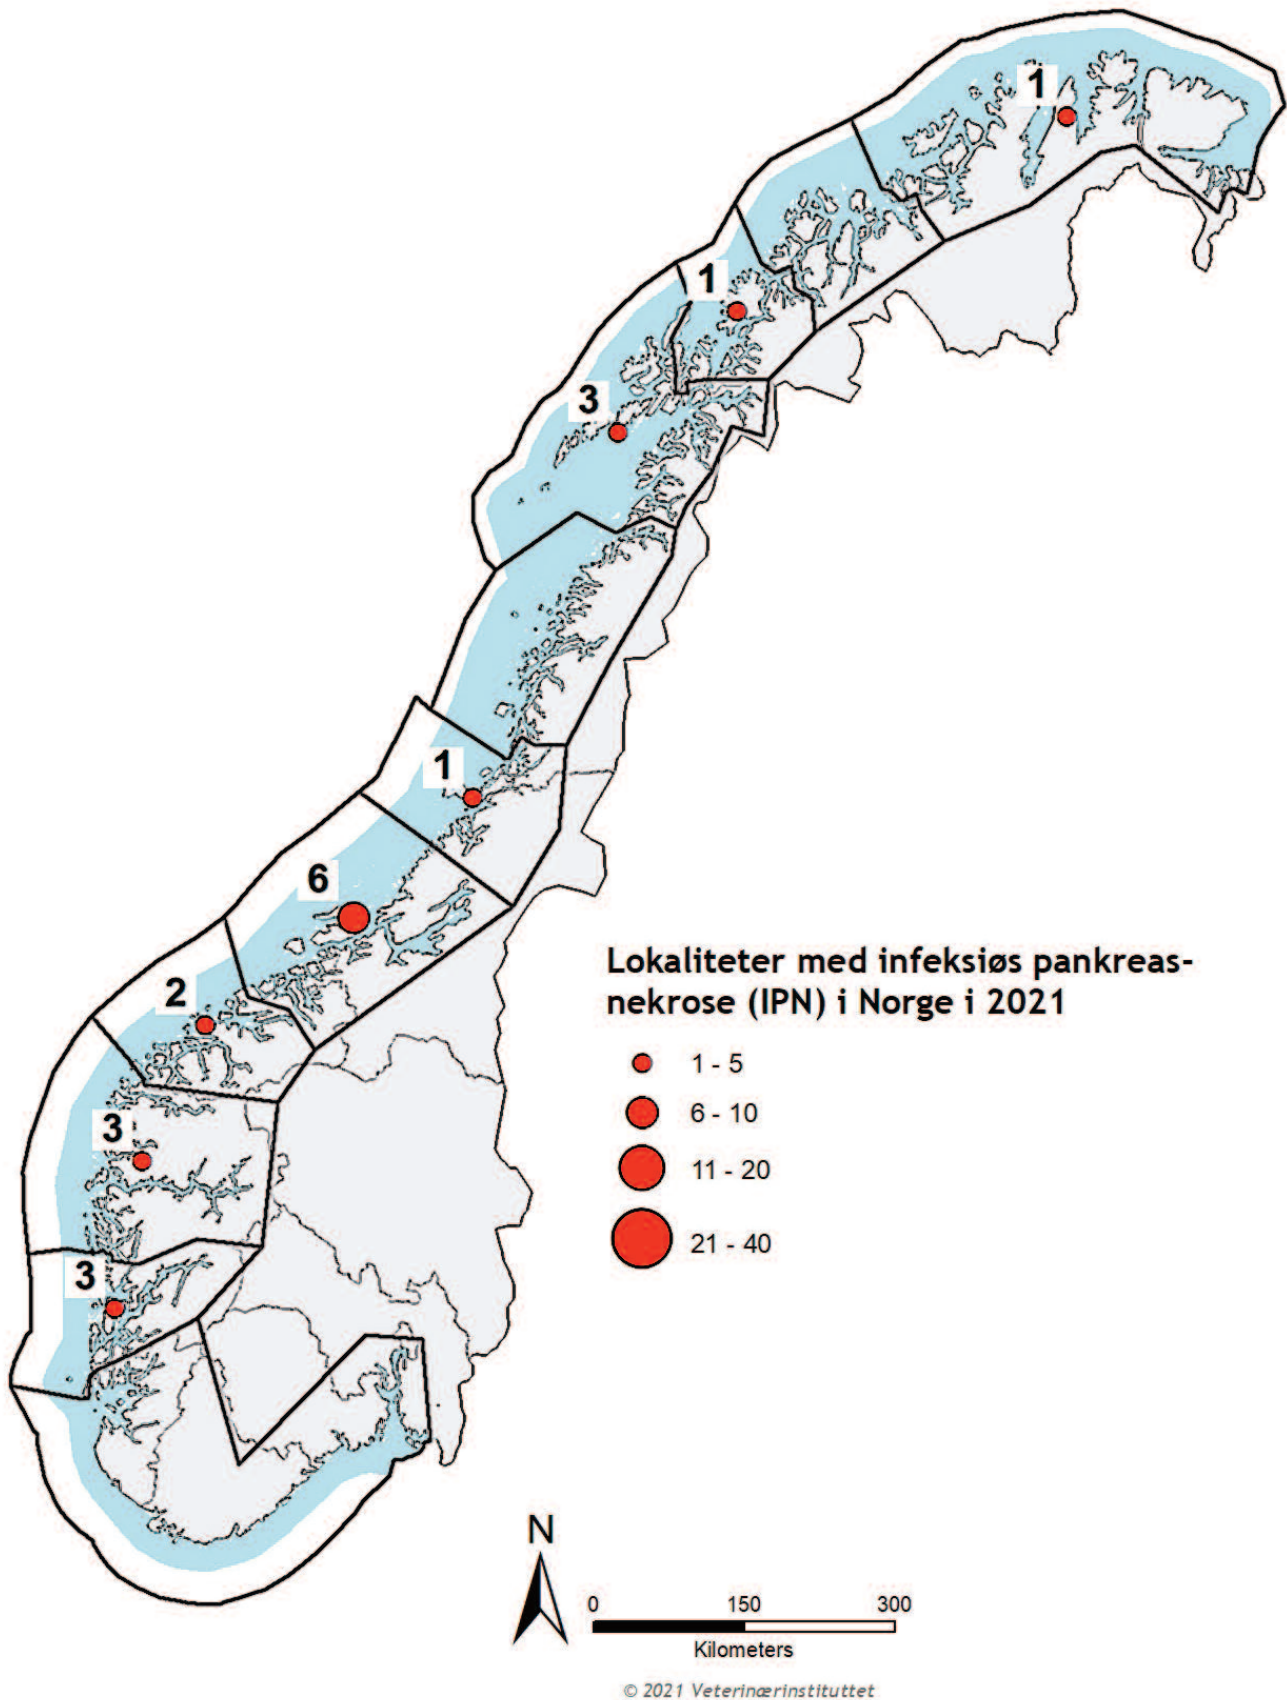 1
1
3
1
6
2
3
3
Lokaliteter med infeksiøs pankreas-
nekrose (IPN) i Norge i 2021
1 - 5
6 - 10
11 - 20
21 - 40
N
0 150 300
Kilometers
© 2021 Veterinærinstituttet